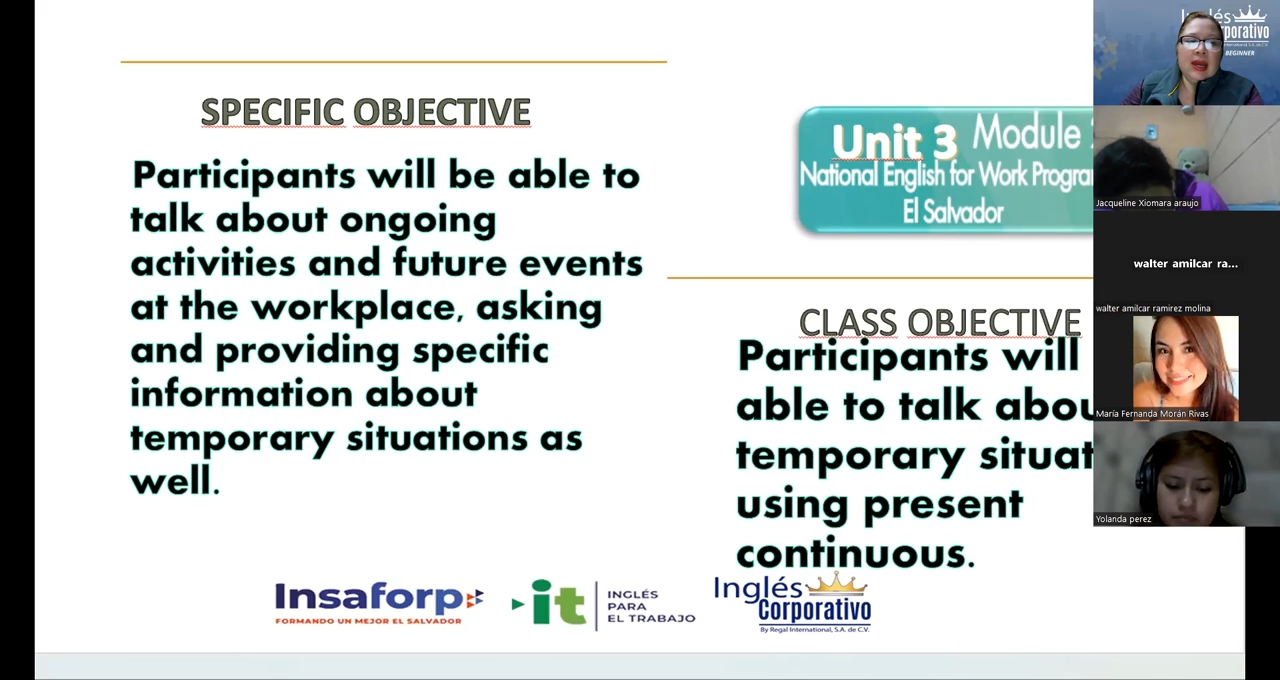 SPECIFIC OBJECTIVE
Participants will be able to
talk about ongoing
activities and future events
at the workplace, asking
and providing specific
information about
temporary situations as
well.
Unit 3 Module
National English for Work
El Salvador
CLASS OBJECTIVE
Participants will
able to talk
temporary
using present
continuous.
Insaforp
FORMANDO UN MEJOR EL SALVADOR
it
INGLÉS
PARA
EL TRABAJO
Inglés
Corporativo
By Regal International, S.A. de C.V.
BEGINNER
Jacqueline Xiomara araujo
walter amilcar ra...
walter amilcar ramirez molina
María Fernanda Morán Rivas
Yolanda perez